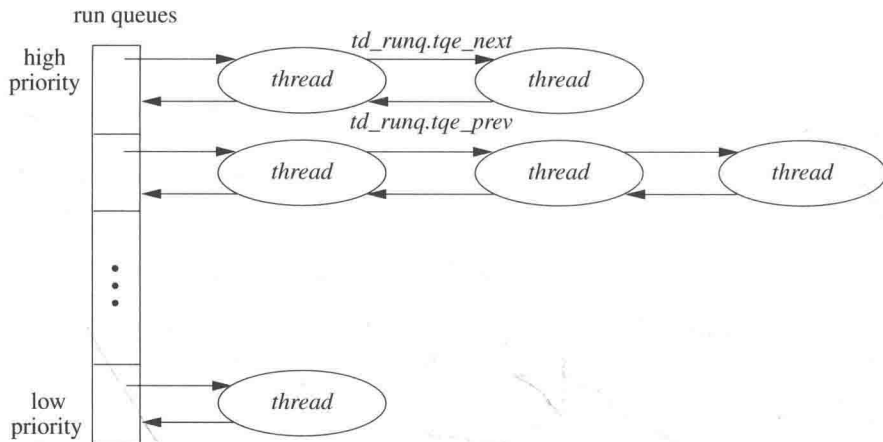 run queues
high
priority
td_runq.tqe_next
thread
thread
td_runq.tqe_prev
thread
thread
thread
low
priority
thread